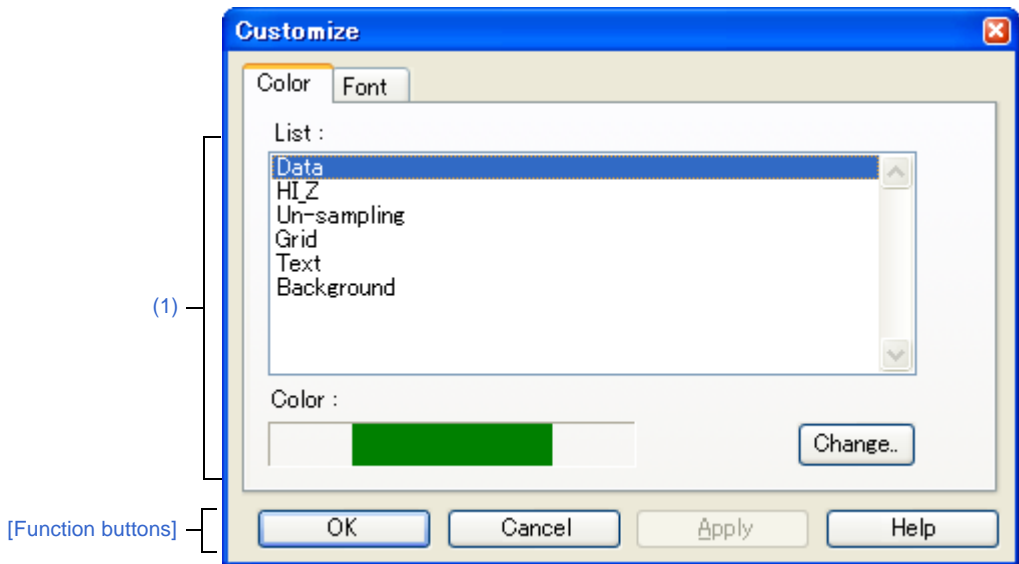 Customize
Color Font
List :
Data
HI_Z
Un-sampling
Grid
Text
Background
(1)
Color :
Change..
[Function buttons]
OK Cancel Apply Help